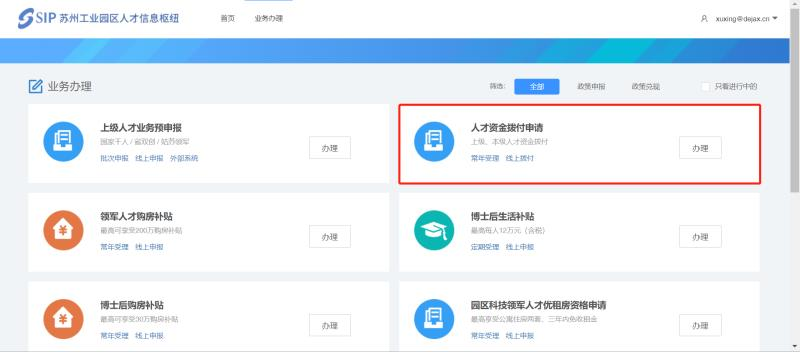 SIP 苏州工业园区人才信息枢纽
首页
业务办理
xuxing@dejax.cn
业务办理
筛选:
全部
政策申报
政策兑现
只看进行中的
上级人才业务预申报
国家千人 / 省双创 / 姑苏领军
批次申报 线上申报 外部系统
办理
人才资金拨付申请
上级、本级人才资金拨付
常年受理 线上拨付
办理
领军人才购房补贴
最高可享受200万购房补贴
常年受理 线上申报
办理
博士后生活补贴
最高每人12万元（含税）
定期受理 线上申报
办理
博士后购房补贴
最高可享受30万购房补贴
常年受理 线上申报
办理
园区科技领军人才优租房资格申请
最高享受公寓住房两套、三年内免收租金
常年受理 线上申报
办理